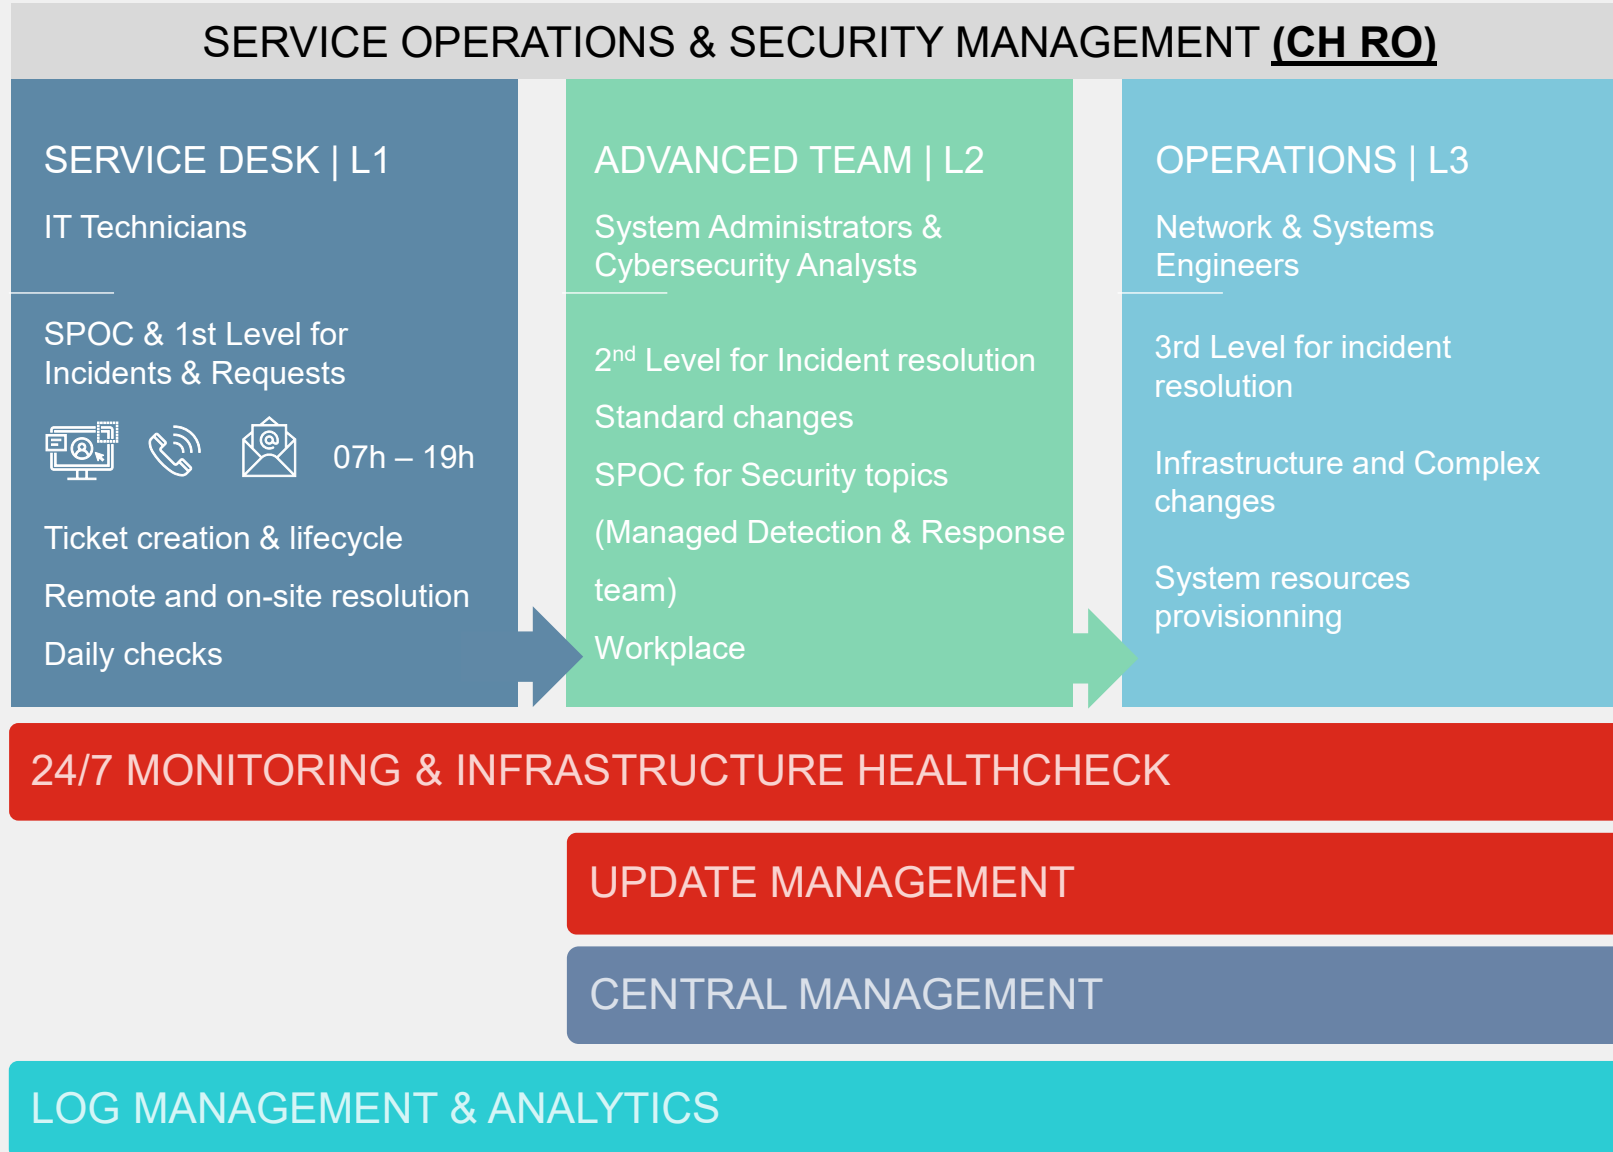 SERVICE OPERATIONS & SECURITY MANAGEMENT (CH RO)
SERVICE DESK | L1
IT Technicians
SPOC & 1st Level for
Incidents & Requests
@
07h – 19h
Ticket creation & lifecycle
Remote and on-site resolution
Daily checks
ADVANCED TEAM | L2
System Administrators &
Cybersecurity Analysts
2nd Level for Incident resolution
Standard changes
SPOC for Security topics
(Managed Detection & Response
team)
Workplace
OPERATIONS | L3
Network & Systems
Engineers
3rd Level for incident
resolution
Infrastructure and Complex
changes
System resources
provisionning
24/7 MONITORING & INFRASTRUCTURE HEALTHCHECK
UPDATE MANAGEMENT
CENTRAL MANAGEMENT
LOG MANAGEMENT & ANALYTICS